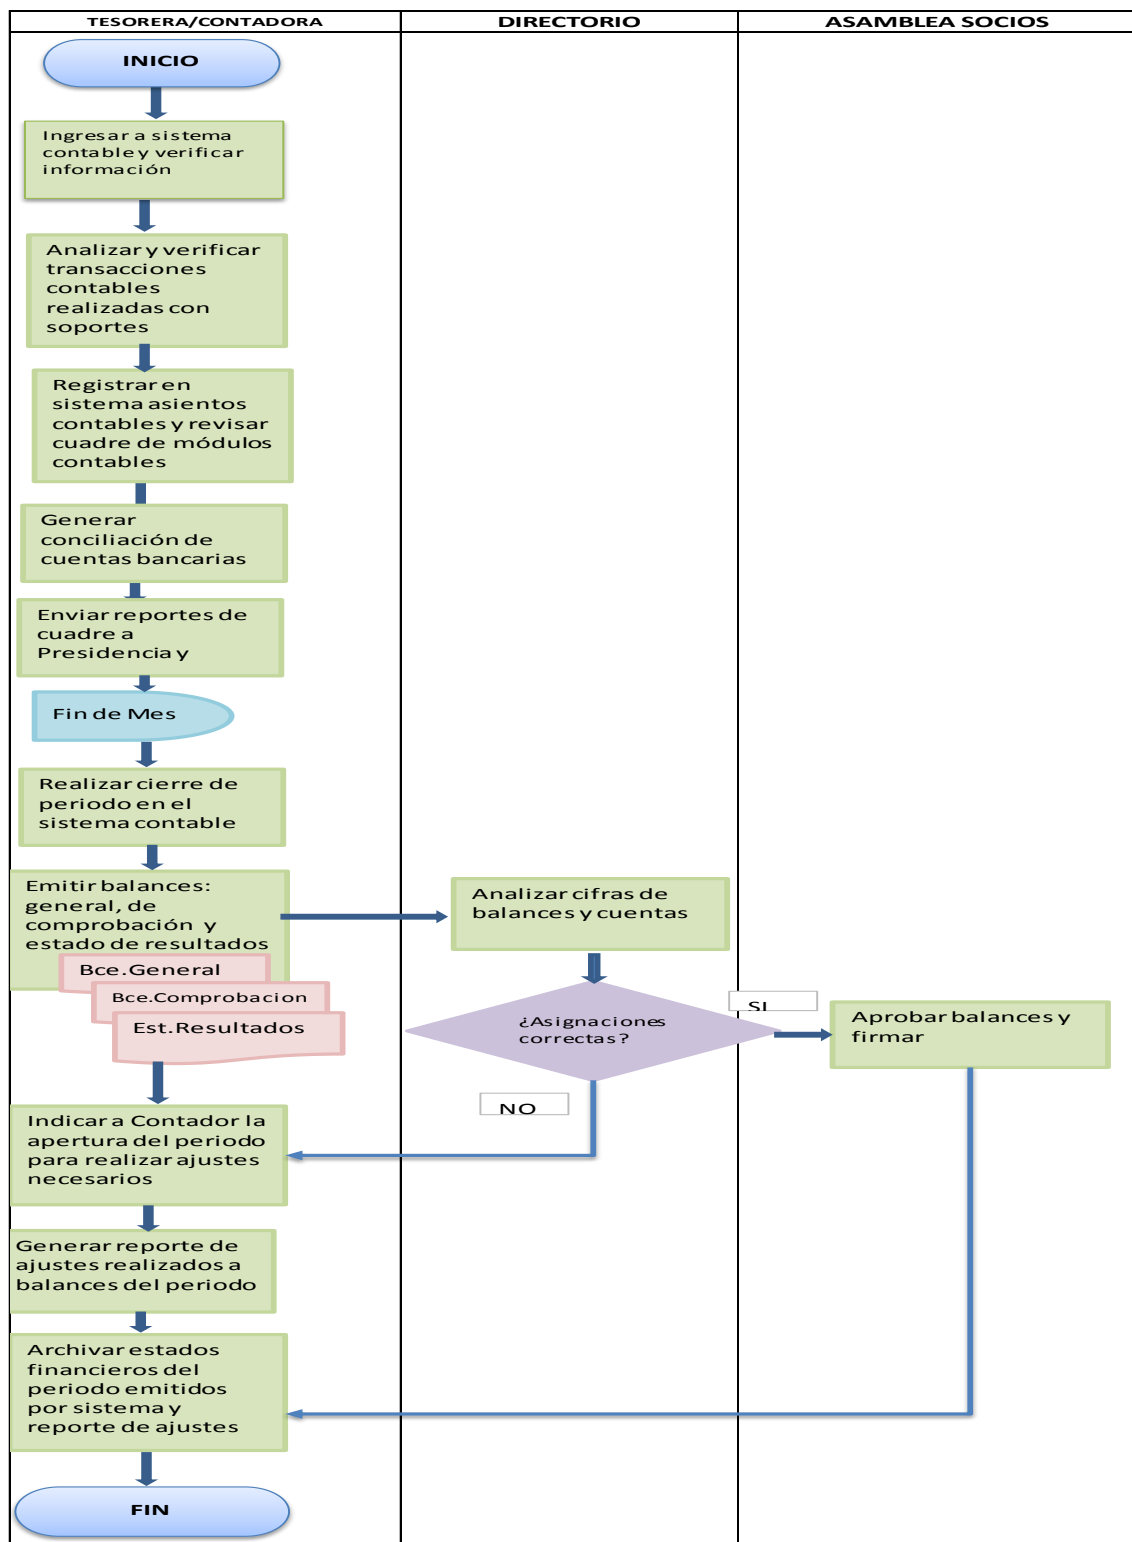 TESORERA/CONTADORA
DIRECTORIO
ASAMBLEA SOCIOS
INICIO
Ingresar a sistema
contable y verificar
información
Analizar y verificar
transacciones
contables
realizadas con
soportes
Registrar en
sistema asientos
contables y revisar
cuadre de módulos
contables
Generar
conciliación de
cuentas bancarias
Enviar reportes de
cuadre a
Presidencia y
Fin de Mes
Realizar cierre de
periodo en el
sistema contable
Emitir balances:
general, de
comprobación y
estado de resultados
Bce.General
Bce.Comprobacion
Est.Resultados
Analizar cifras de
balances y cuentas
¿Asignaciones
correctas?
SI
Aprobar balances y
firmar
NO
Indicar a Contador la
apertura del periodo
para realizar ajustes
necesarios
Generar reporte de
ajustes realizados a
balances del periodo
Archivar estados
financieros del
periodo emitidos
por sistema y
reporte de ajustes
FIN